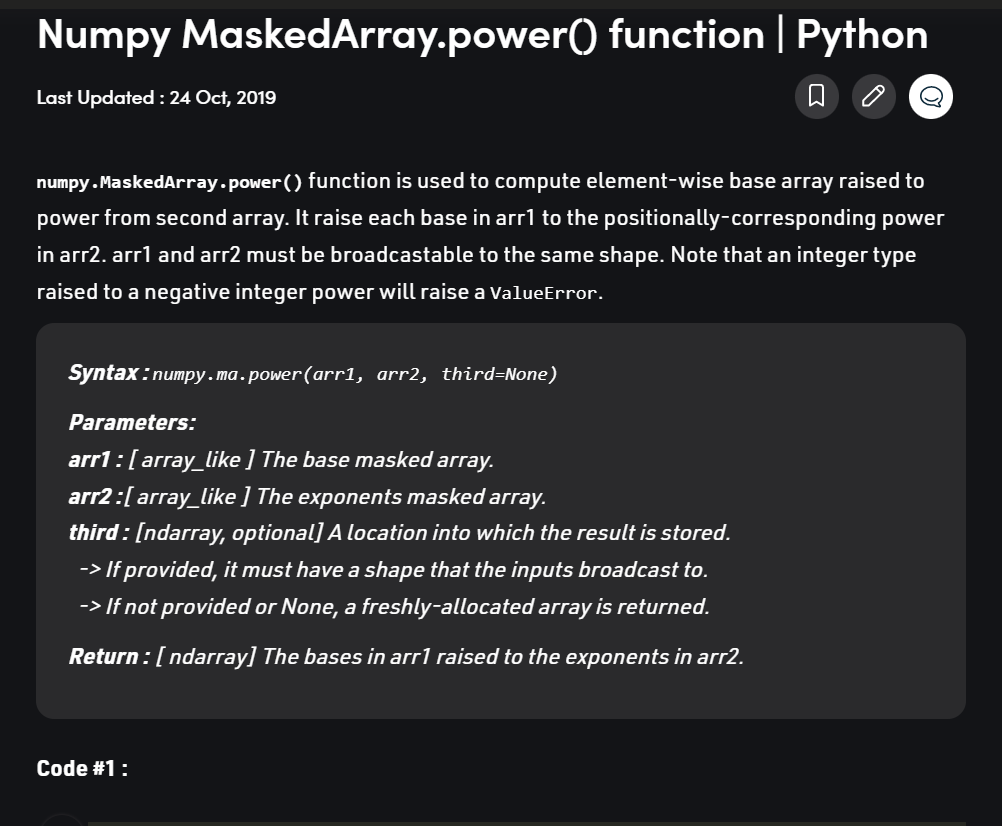 Numpy MaskedArray.power() function | Python
Last Updated : 24 Oct, 2019
numpy.MaskedArray.power() function is used to compute element-wise base array raised to
power from second array. It raise each base in arr1 to the positionally-corresponding power
in arr2. arr1 and arr2 must be broadcastable to the same shape. Note that an integer type
raised to a negative integer power will raise a ValueError.
Syntax : numpy.ma.power(arr1, arr2, third=None)
Parameters:
arr1 : [ array_like ] The base masked array.
arr2 :[ array_like ] The exponents masked array.
third : [ndarray, optional] A location into which the result is stored.
-> If provided, it must have a shape that the inputs broadcast to.
-> If not provided or None, a freshly-allocated array is returned.
Return : [ ndarray] The bases in arr1 raised to the exponents in arr2.
Code #1 :